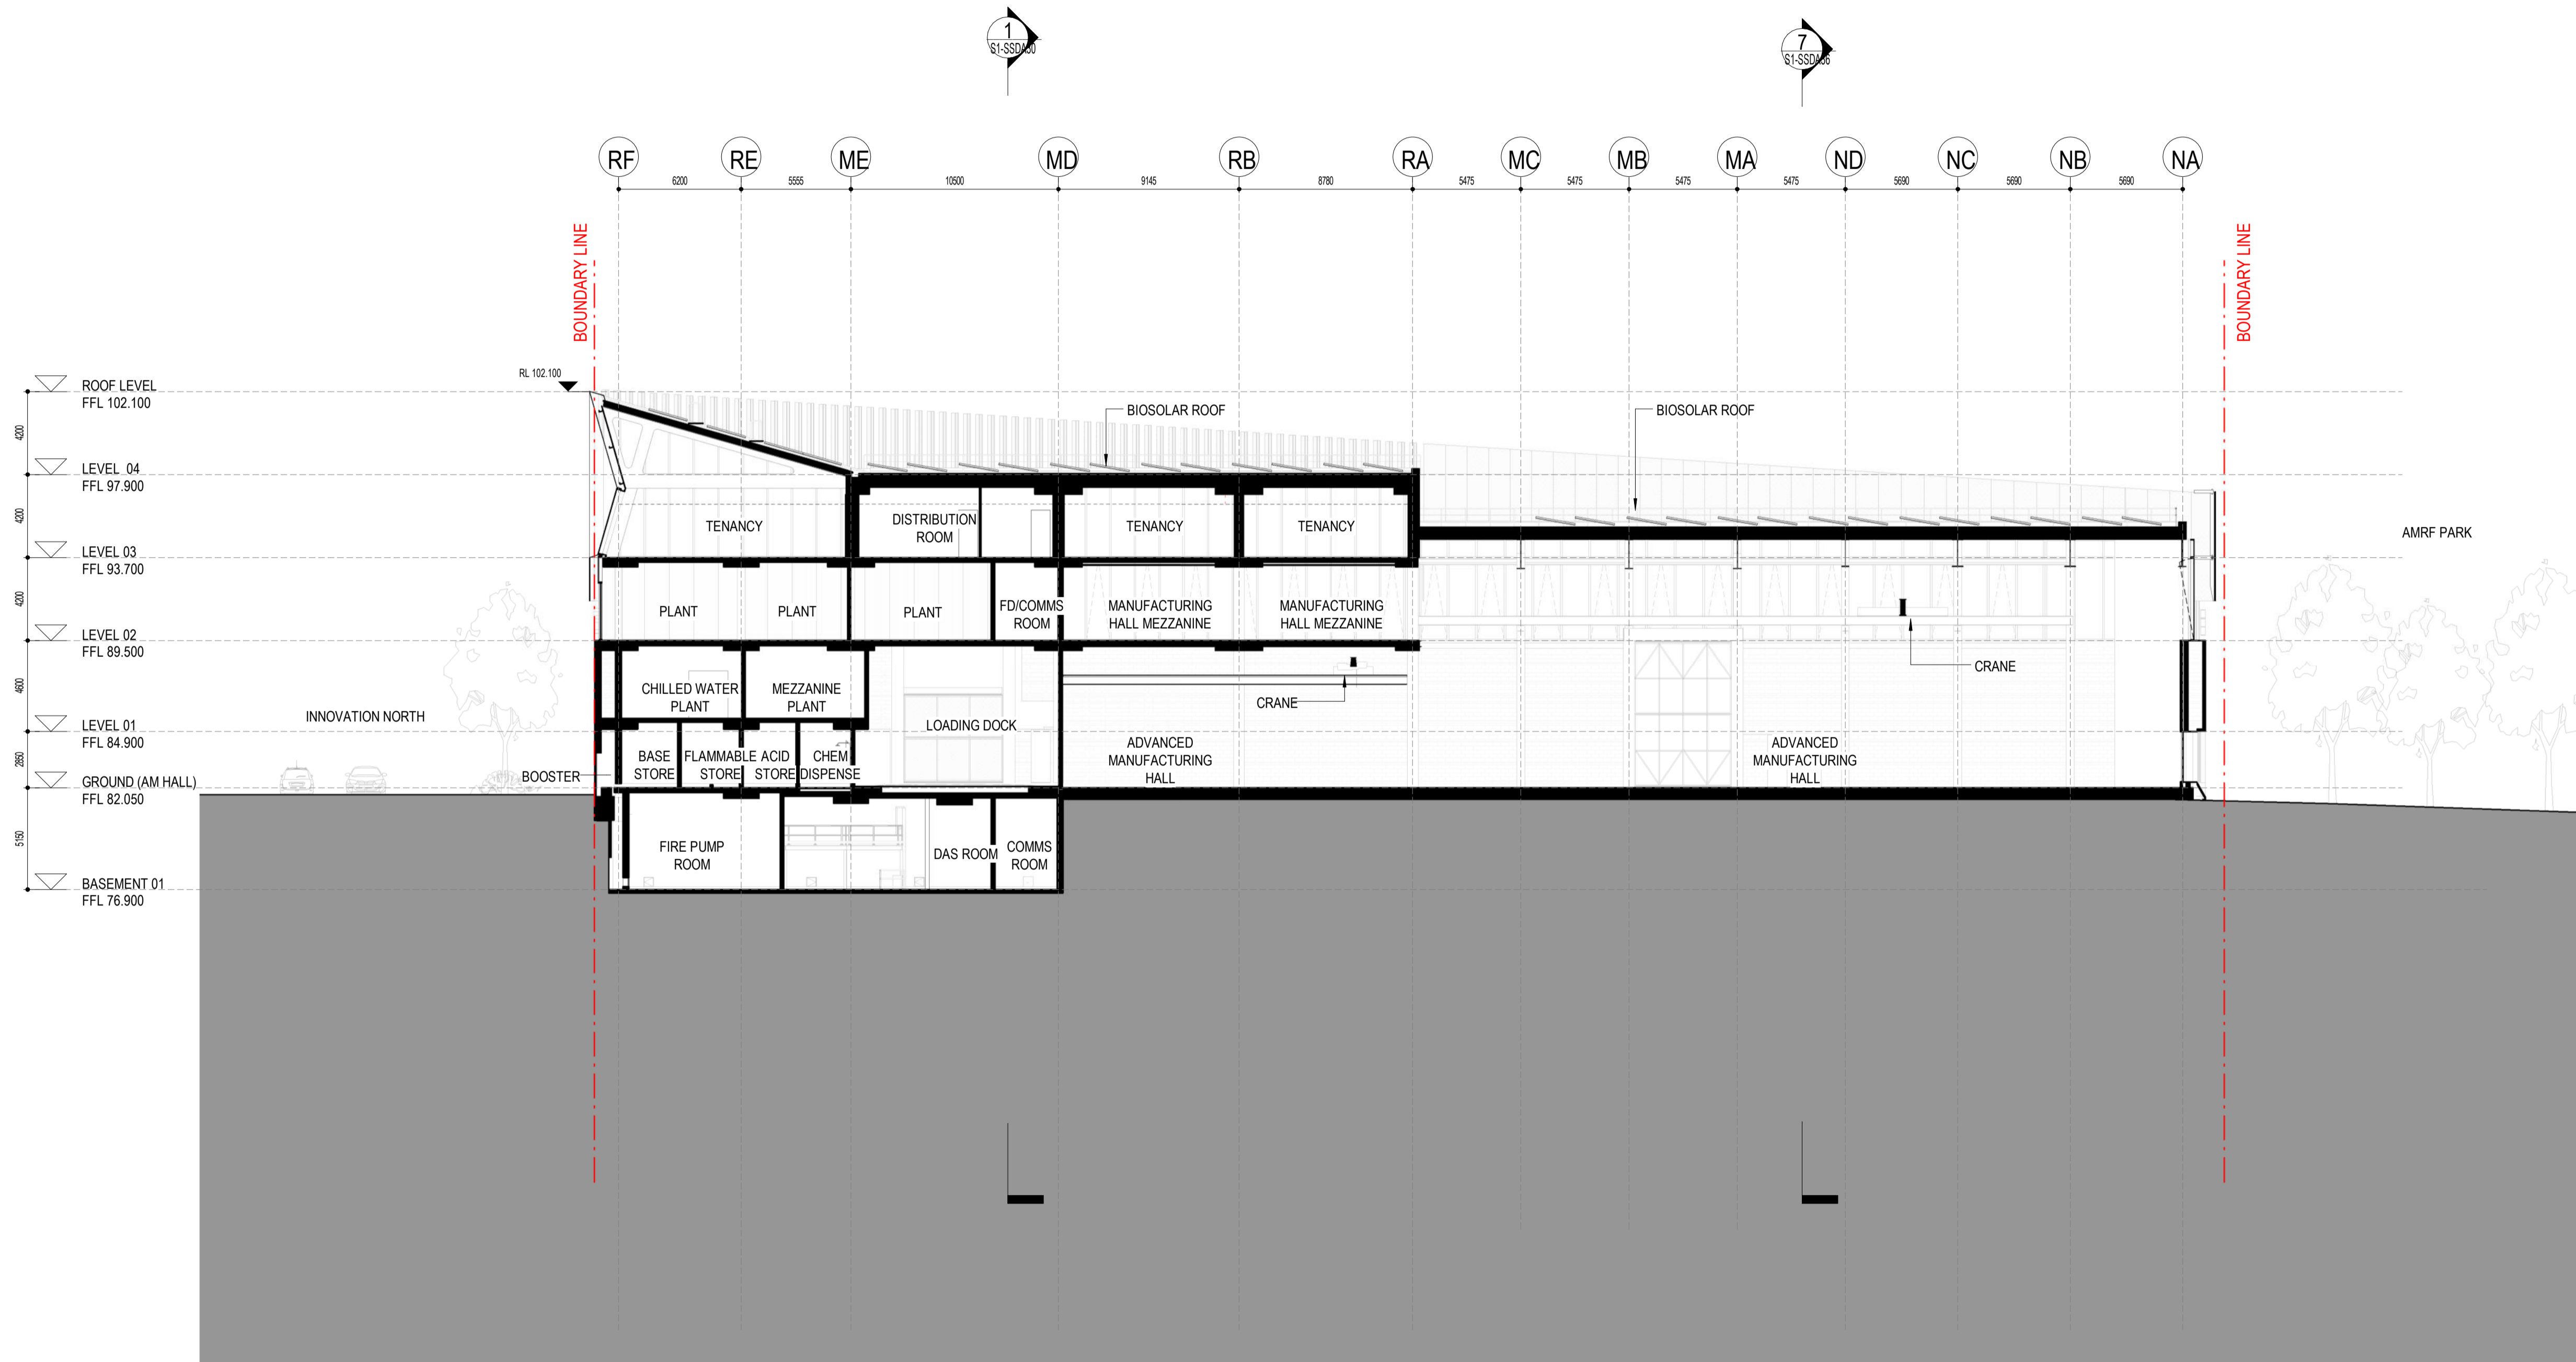 1
S1-SSDA30
7
S1-SSDA36
RF
RE
ME
MD
RB
RA
MC
MB
MA
ND
NC
NB
NA
6200
5555
10500
9145
8780
5475
5475
5475
5475
5690
5690
5690
BOUNDARY LINE
BOUNDARY LINE
RL 102.100
ROOF LEVEL
FFL 102.100
4200
BIOSOLAR ROOF
BIOSOLAR ROOF
LEVEL 04
FFL 97.900
4200
TENANCY
DISTRIBUTION
ROOM
TENANCY
TENANCY
AMRF PARK
LEVEL 03
FFL 93.700
4200
PLANT
PLANT
PLANT
FD/COMMS
ROOM
MANUFACTURING
HALL MEZZANINE
MANUFACTURING
HALL MEZZANINE
LEVEL 02
FFL 89.500
4600
CRANE
CHILLED WATER
PLANT
MEZZANINE
PLANT
CRANE
INNOVATION NORTH
LOADING DOCK
LEVEL 01
FFL 84.900
2850
ADVANCED
MANUFACTURING
HALL
ADVANCED
MANUFACTURING
HALL
BOOSTER
BASE
STORE
FLAMMABLE
STORE
ACID
STORE
CHEM
DISPENSE
GROUND (AM HALL)
FFL 82.050
5150
FIRE PUMP
ROOM
DAS ROOM
COMMS
ROOM
BASEMENT 01
FFL 76.900